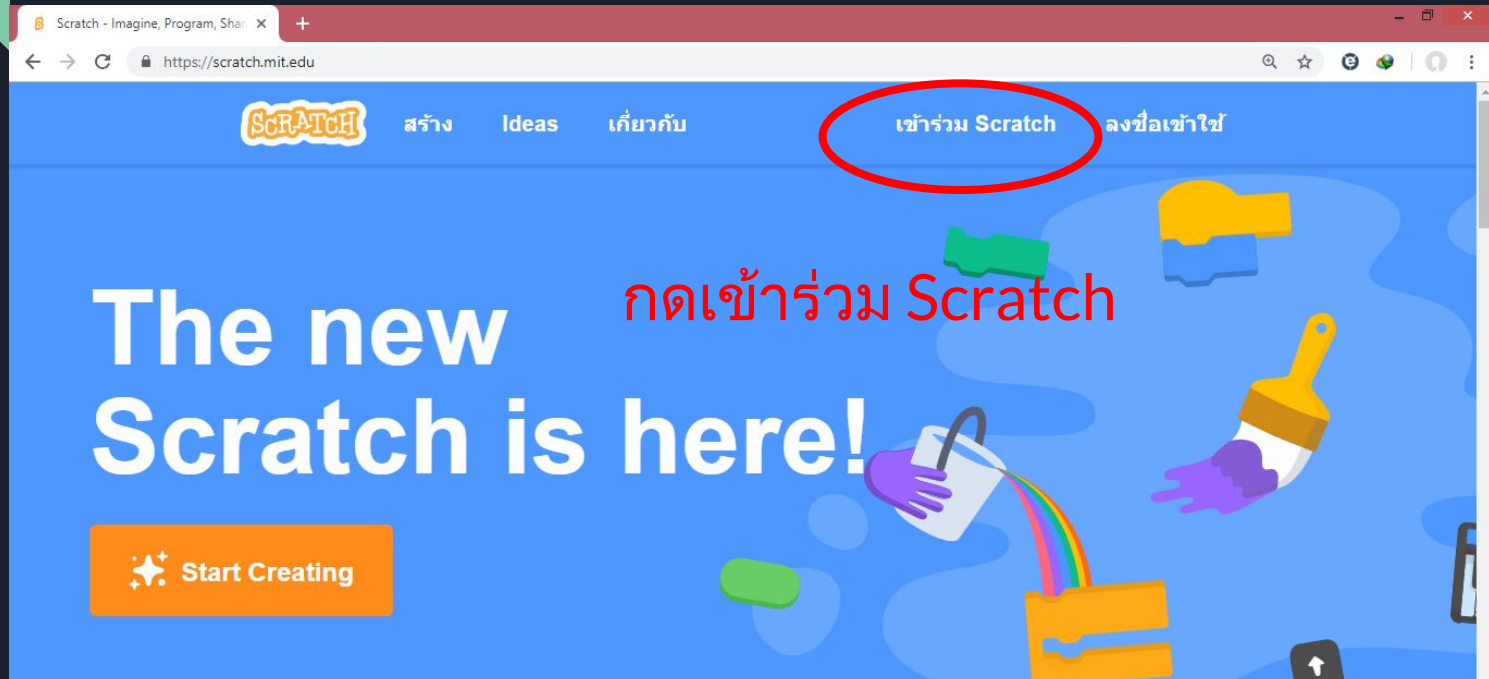 Scratch - Imagine, Program, Shar
https://scratch.mit.edu
SCRATCH สร้าง Ideas เกี่ยวกับ เข้าร่วม Scratch ลงชื่อเข้าใช้
กดเข้าร่วม Scratch
The new
Scratch is here!
Start Creating